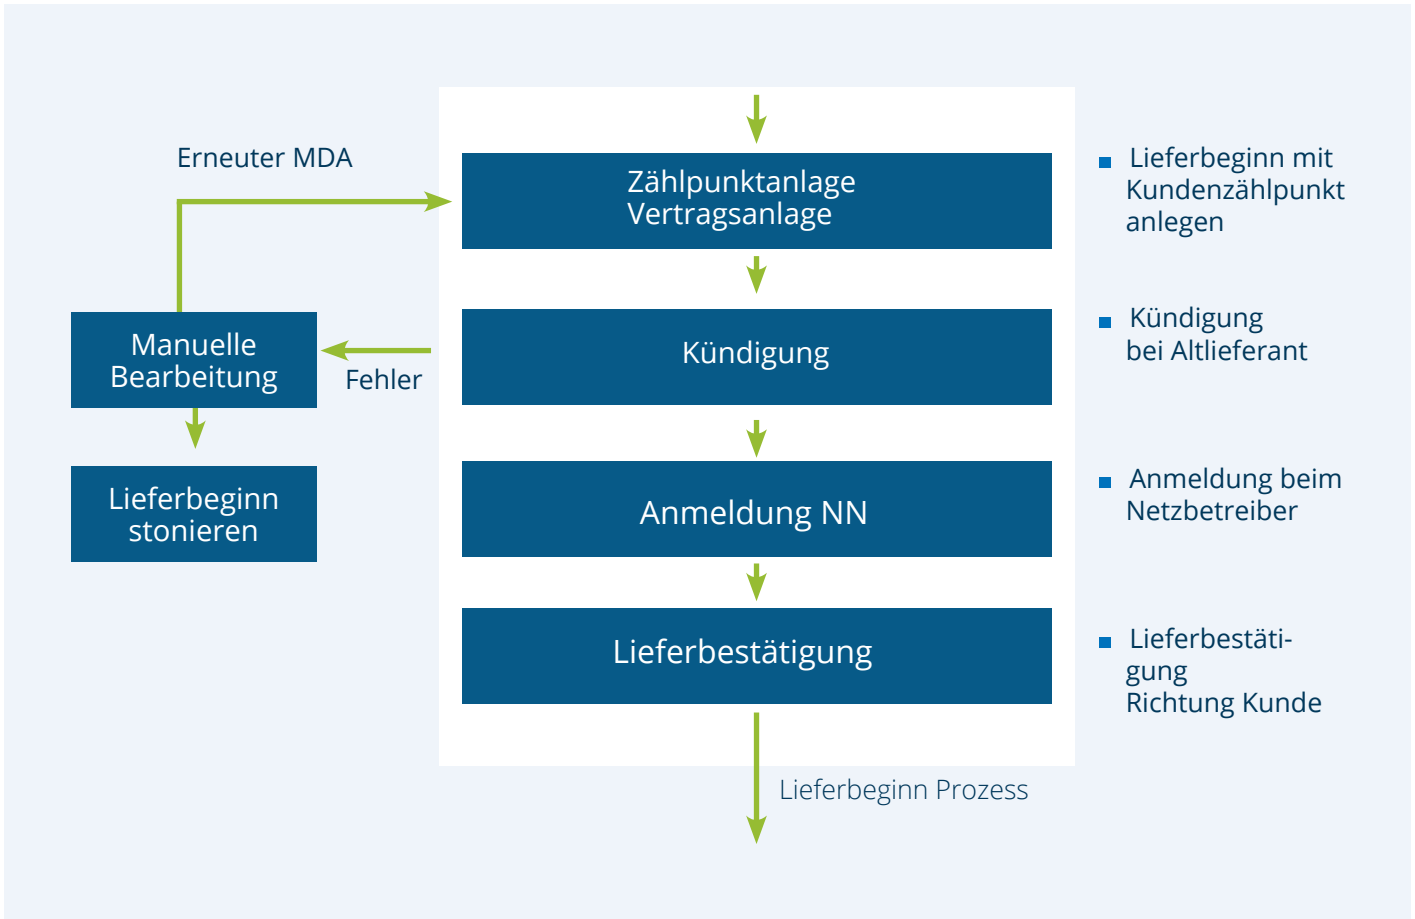 Erneuter MDA
Zählpunktanlage
Vertragsanlage
Lieferbeginn mit
Kundenzählpunkt
anlegen
Manuelle
Bearbeitung
Fehler
Kündigung
Kündigung
bei Altlieferant
Lieferbeginn
stonieren
Anmeldung NN
Anmeldung beim
Netzbetreiber
Lieferbestätigung
Lieferbestäti-
gung
Richtung Kunde
Lieferbeginn Prozess